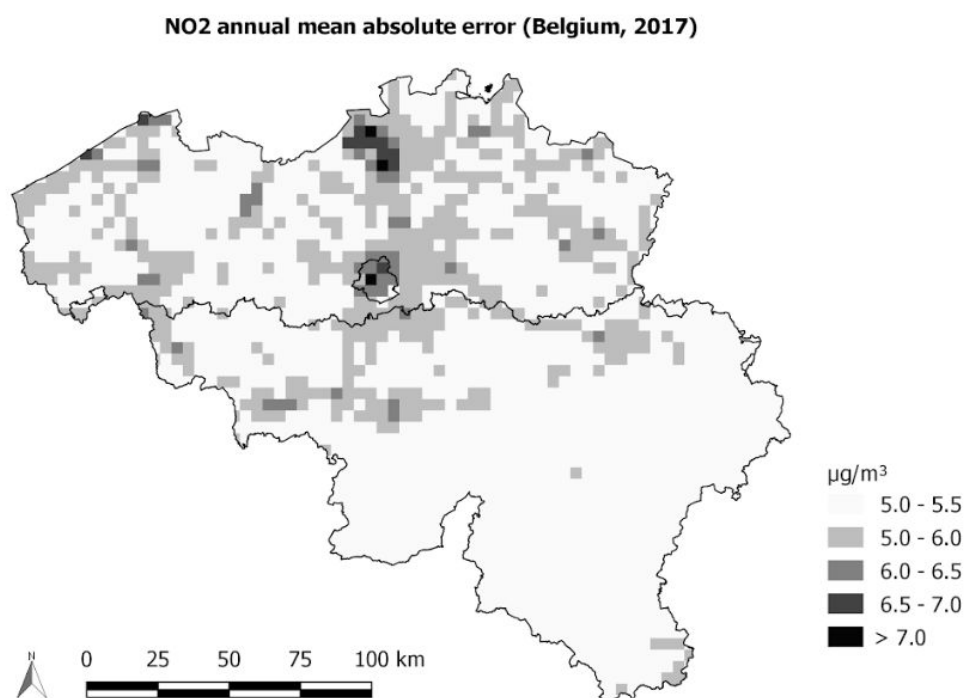 NO2 annual mean absolute error (Belgium, 2017)
µg/m³
5.0 - 5.5
5.0 - 6.0
6.0 - 6.5
6.5 - 7.0
> 7.0
N
0 25 50 75 100 km